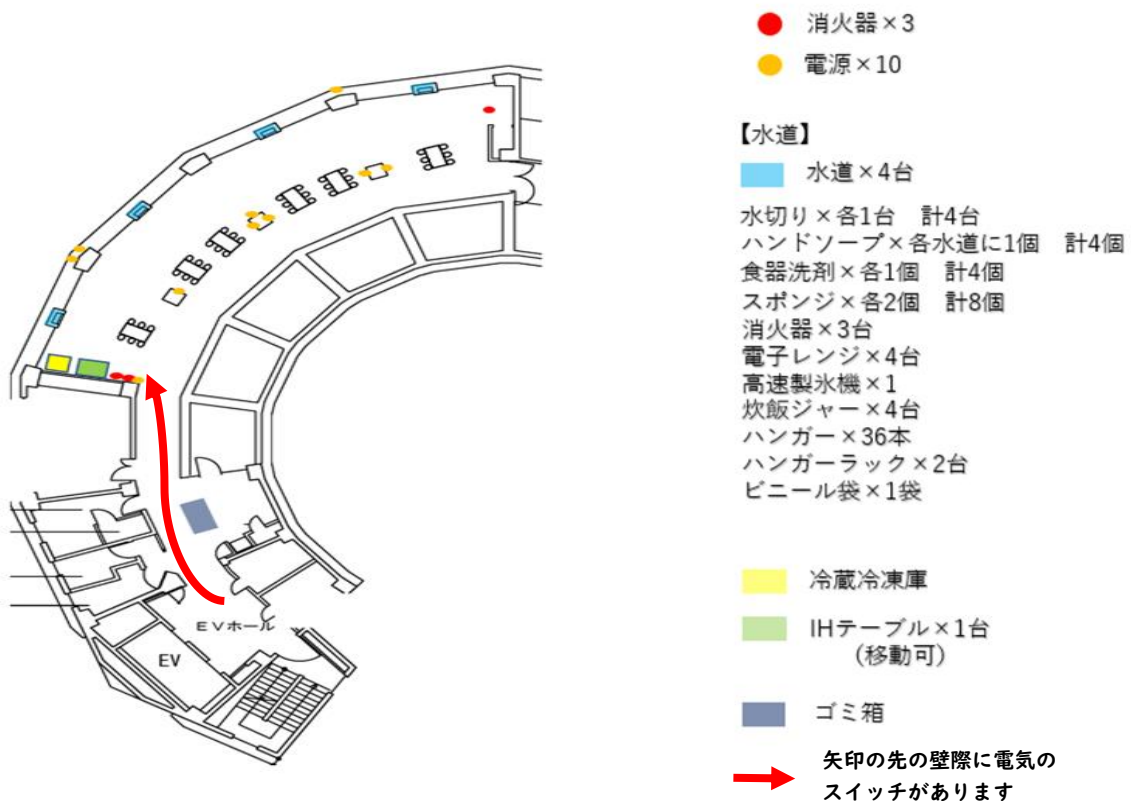 消火器×3
電源×10
【水道】
水道×4台
水切り×各1台　計4台
ハンドソープ×各水道に1個　計4個
食器洗剤×各1個　計4個
スポンジ×各2個　計8個
消火器×3台
電子レンジ×4台
高速製氷機×1
炊飯ジャー×4台
ハンガー×36本
ハンガーラック×2台
ビニール袋×1袋
冷蔵冷凍庫
IHテーブル×1台
(移動可)
ゴミ箱
矢印の先の壁際に電気の
スイッチがあります
EVホール
EV